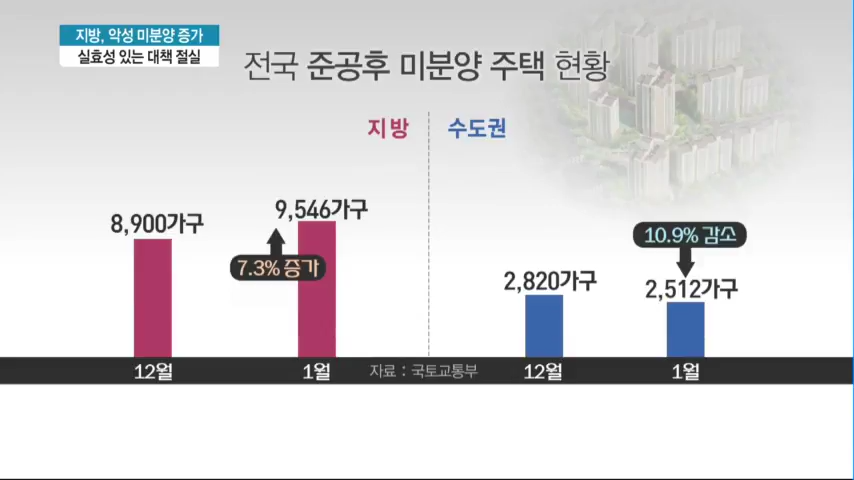 지방, 악성 미분양 증가
실효성 있는 대책 절실
전국 준공후 미분양 주택 현황
지방
수도권
8,900가구
9,546가구
7.3% 증가
2,820가구
10.9% 감소
2,512가구
12월
1월
자료 : 국토교통부
12월
1월